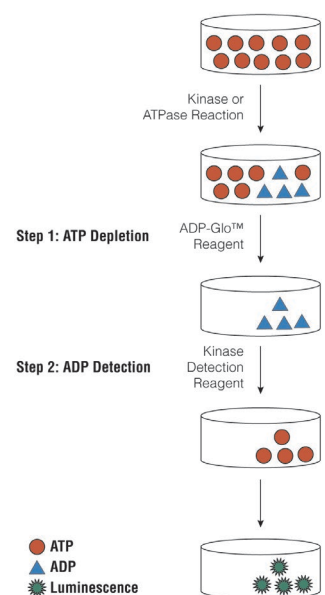 Kinase or
ATPase Reaction
Step 1: ATP Depletion
ADP-Glo™
Reagent
Step 2: ADP Detection
Kinase
Detection
Reagent
ATP
ADP
Luminescence